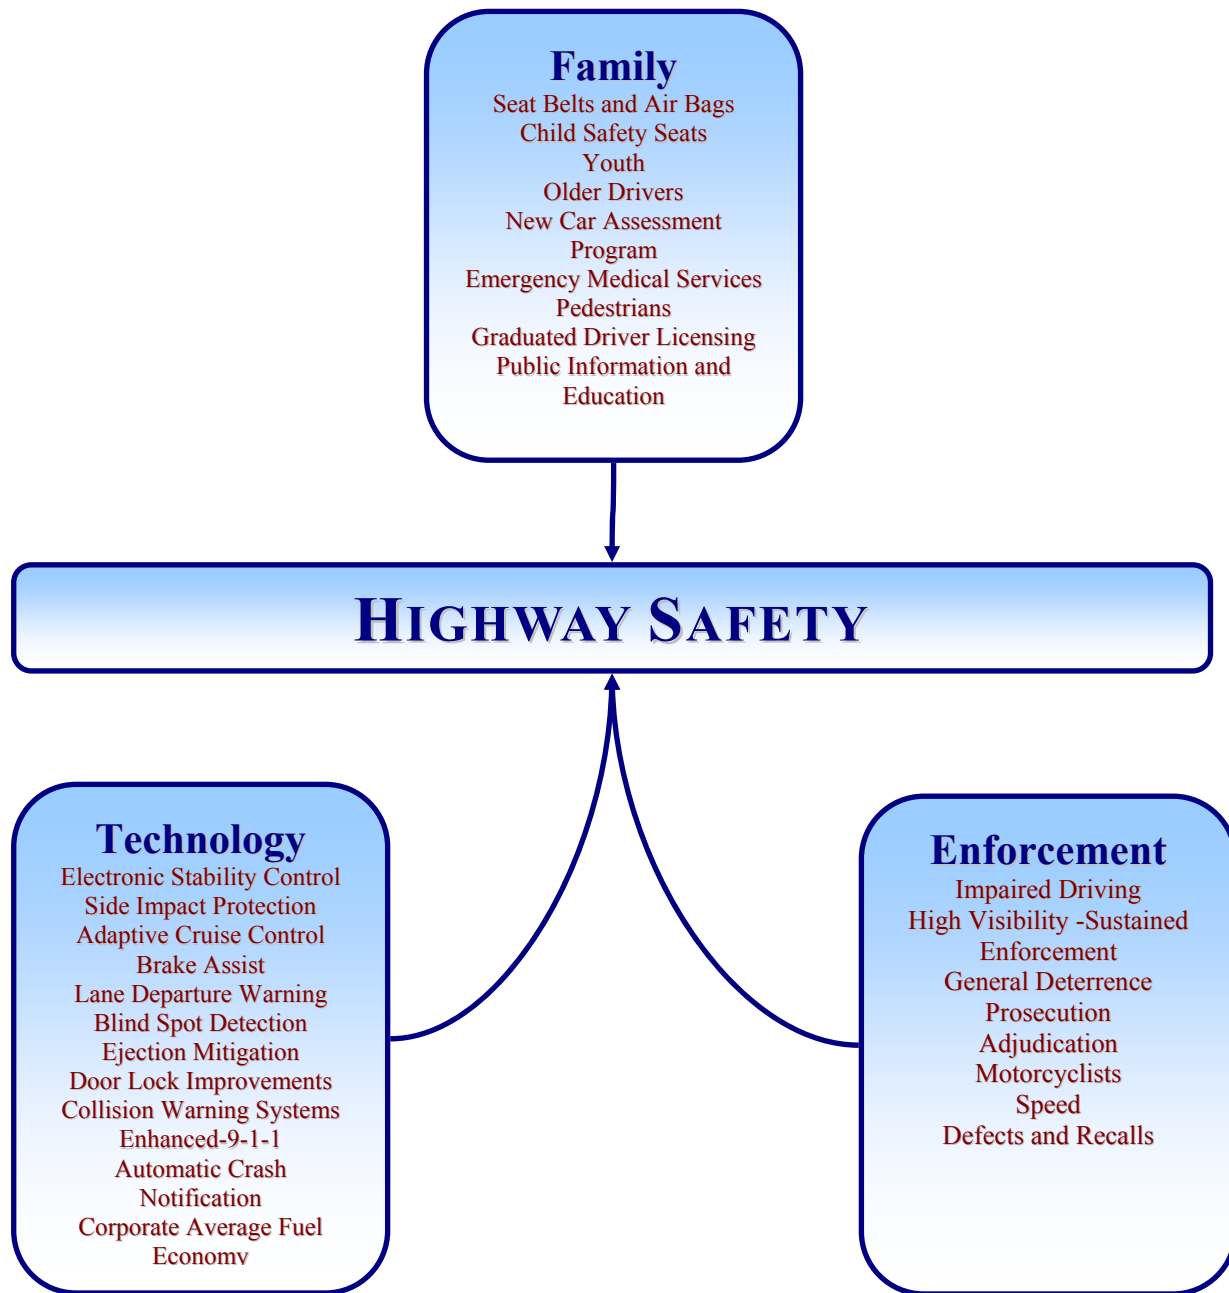 Family
Seat Belts and Air Bags
Child Safety Seats
Youth
Older Drivers
New Car Assessment
Program
Emergency Medical Services
Pedestrians
Graduated Driver Licensing
Public Information and
Education
HIGHWAY SAFETY
Technology
Electronic Stability Control
Side Impact Protection
Adaptive Cruise Control
Brake Assist
Lane Departure Warning
Blind Spot Detection
Ejection Mitigation
Door Lock Improvements
Collision Warning Systems
Enhanced-9-1-1
Automatic Crash
Notification
Corporate Average Fuel
Economy
Enforcement
Impaired Driving
High Visibility -Sustained
Enforcement
General Deterrence
Prosecution
Adjudication
Motorcyclists
Speed
Defects and Recalls